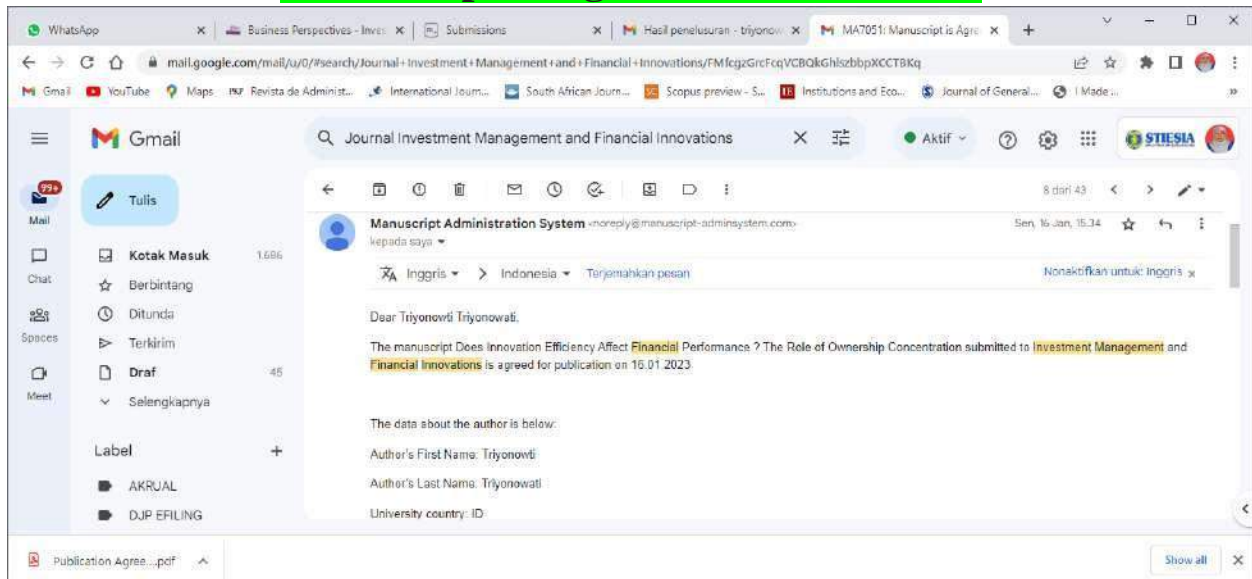 WhatsApp
Business Perspectives - Inves
Submissions
Hasil penelusuran - triyonow
MA7051: Manuscript is Agre
mail.google.com/mail/u/0/#search/Journal+Investment+Management+and+Financial+Innovations/FMfcgzGrcFcqVCBQkGhlszbbpXCCTBKq
Gmail
YouTube
Maps
Revista de Administ...
International Journ...
South African Journ...
Scopus preview - S...
Institutions and Eco...
Journal of General...
I Made ...
Gmail
Journal Investment Management and Financial Innovations
Aktif
STIESIA
99+
Mail
Chat
Spaces
Meet
Tulis
Kotak Masuk 1.686
Berbintang
Ditunda
Terkirim
Draf 45
Selengkapnya
Label
AKRUAL
DJP EFILING
8 dari 43
Manuscript Administration System <noreply@manuscript-adminsystem.com>
Sen, 16 Jan, 15.34
kepada saya
Inggris > Indonesia Terjemahkan pesan
Nonaktifkan untuk: Inggris x
Dear Triyonowti Triyonowati,
The manuscript Does Innovation Efficiency Affect Financial Performance ? The Role of Ownership Concentration submitted to Investment Management and
Financial Innovations is agreed for publication on 16.01.2023
The data about the author is below:
Author's First Name: Triyonowti
Author's Last Name: Triyonowati
University country: ID
Publication Agree....pdf
Show all